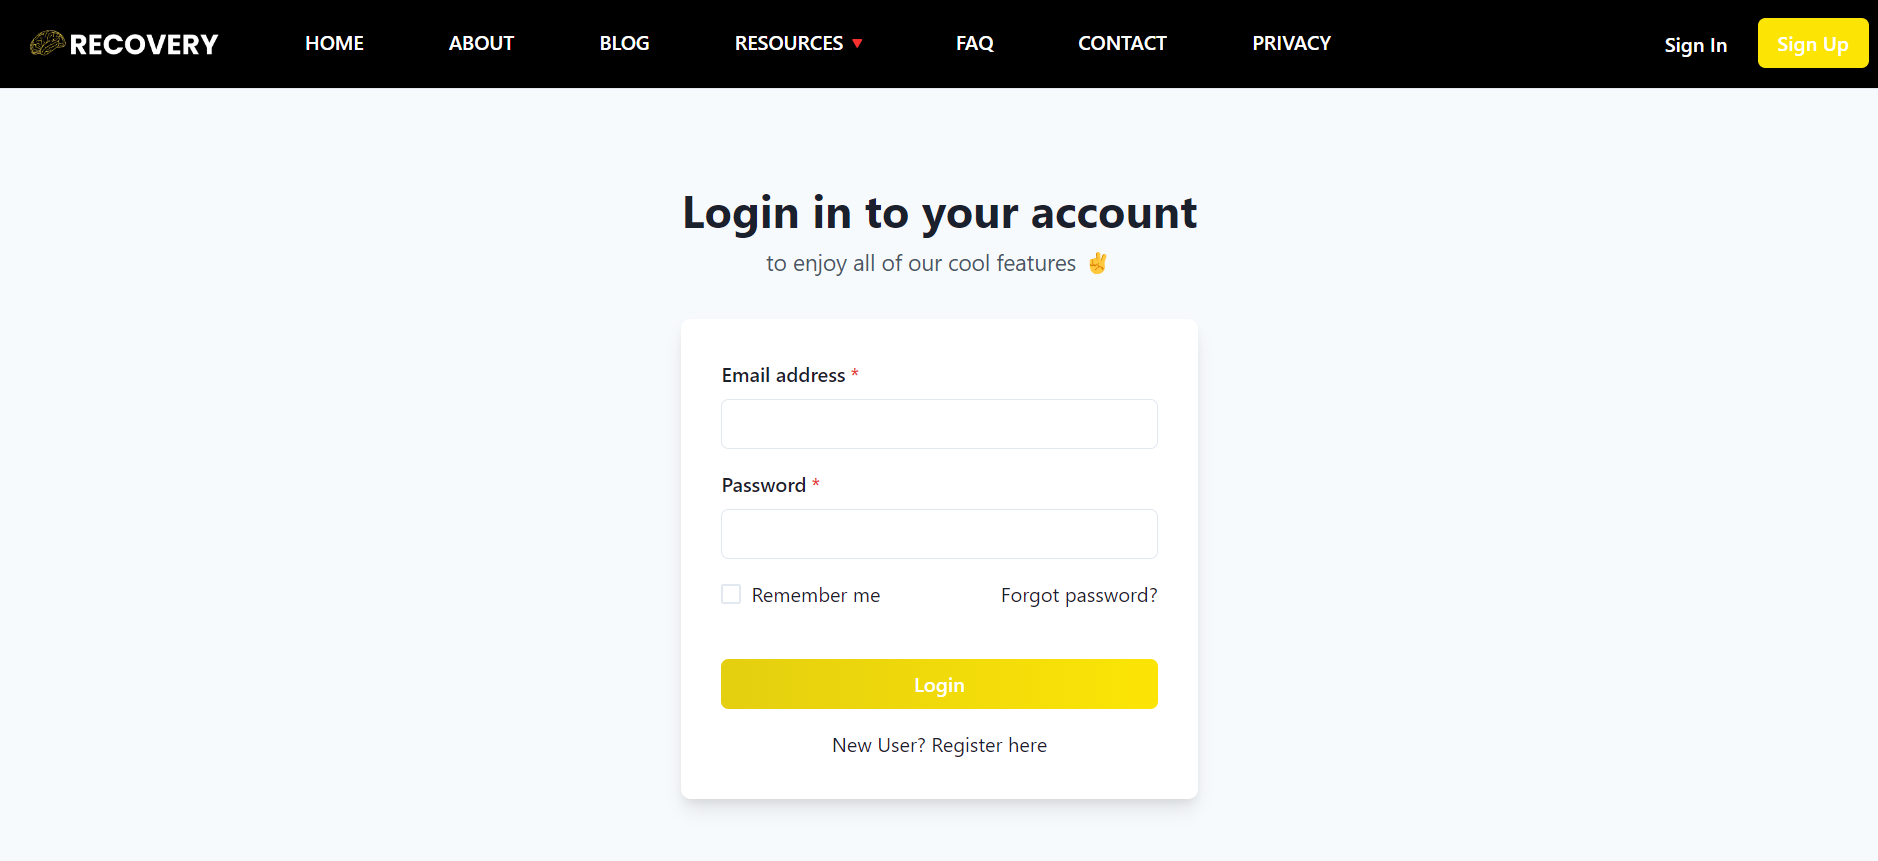 RECOVERY HOME ABOUT BLOG RESOURCES FAQ CONTACT PRIVACY Sign In Sign Up
Login in to your account
to enjoy all of our cool features ✌
Email address *
Password *
Remember me Forgot password?
Login
New User? Register here